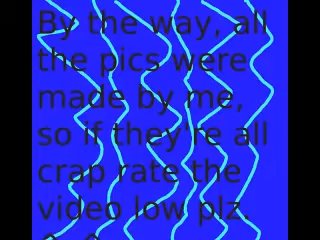 By the way, all
the pics were
made by me,
so if they're all
crap rate the
video low plz.
^_^